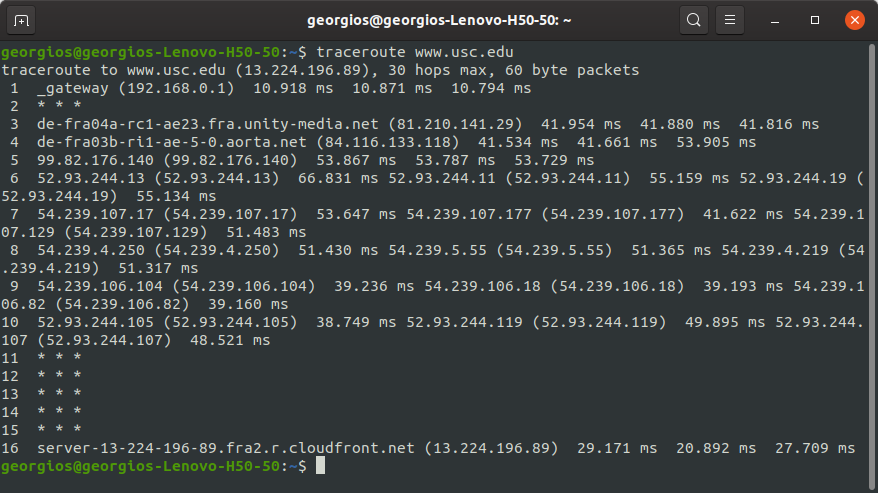 georgios@georgios-Lenovo-H50-50: ~
georgios@georgios-Lenovo-H50-50:~$ traceroute www.usc.edu
traceroute to www.usc.edu (13.224.196.89), 30 hops max, 60 byte packets
 1  _gateway (192.168.0.1)  10.918 ms  10.871 ms  10.794 ms
 2  * * *
 3  de-fra04a-rc1-ae23.fra.unity-media.net (81.210.141.29)  41.954 ms  41.880 ms  41.816 ms
 4  de-fra03b-ri1-ae-5-0.aorta.net (84.116.133.118)  41.534 ms  41.661 ms  53.905 ms
 5  99.82.176.140 (99.82.176.140)  53.867 ms  53.787 ms  53.729 ms
 6  52.93.244.13 (52.93.244.13)  66.831 ms 52.93.244.11 (52.93.244.11)  55.159 ms 52.93.244.19 (
52.93.244.19)  55.134 ms
 7  54.239.107.17 (54.239.107.17)  53.647 ms 54.239.107.177 (54.239.107.177)  41.622 ms 54.239.1
07.129 (54.239.107.129)  51.483 ms
 8  54.239.4.250 (54.239.4.250)  51.430 ms 54.239.5.55 (54.239.5.55)  51.365 ms 54.239.4.219 (54
.239.4.219)  51.317 ms
 9  54.239.106.104 (54.239.106.104)  39.236 ms 54.239.106.18 (54.239.106.18)  39.193 ms 54.239.1
06.82 (54.239.106.82)  39.160 ms
10  52.93.244.105 (52.93.244.105)  38.749 ms 52.93.244.119 (52.93.244.119)  49.895 ms 52.93.244.
107 (52.93.244.107)  48.521 ms
11  * * *
12  * * *
13  * * *
14  * * *
15  * * *
16  server-13-224-196-89.fra2.r.cloudfront.net (13.224.196.89)  29.171 ms  20.892 ms  27.709 ms
georgios@georgios-Lenovo-H50-50:~$